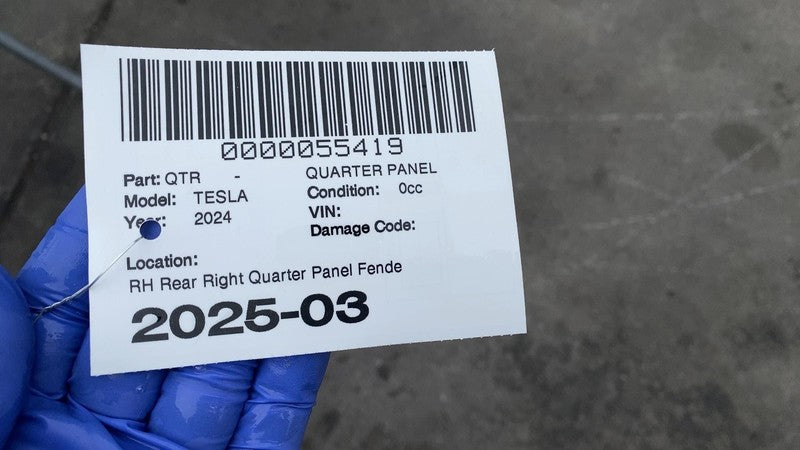 0000055419
Part: QTR - QUARTER PANEL
Model: TESLA Condition: 0cc
Year: 2024 VIN:
Damage Code:
Location:
RH Rear Right Quarter Panel Fende
2025-03